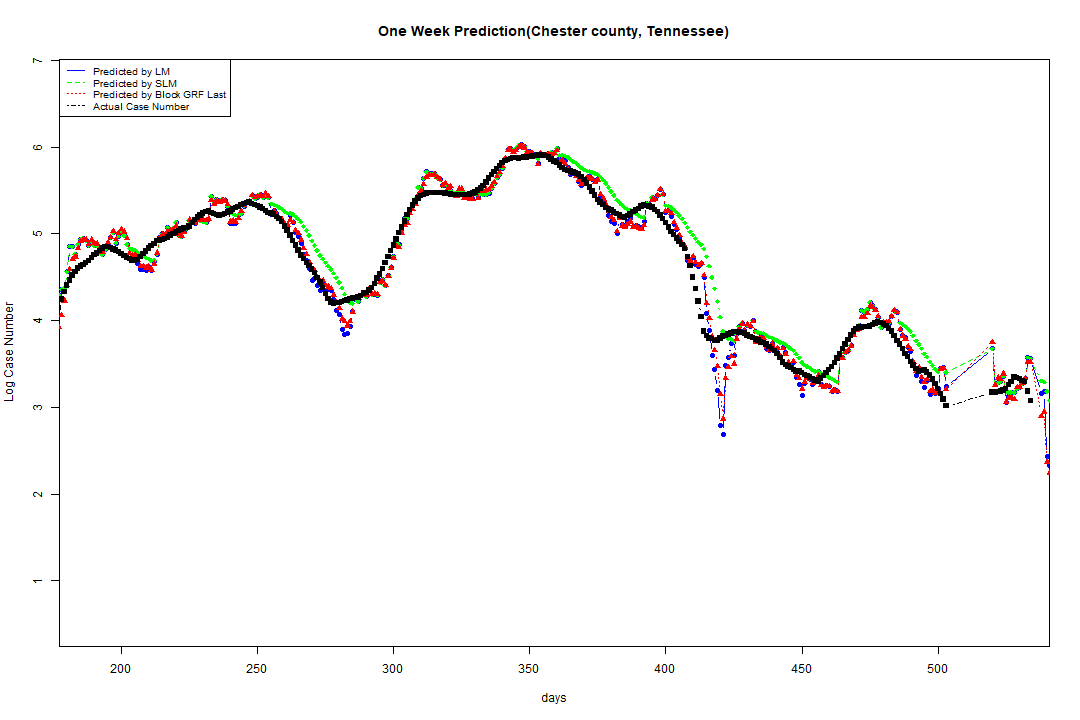 One Week Prediction(Chester county, Tennessee)
7
Predicted by LM
Predicted by SLM
Predicted by Block GRF Last
Actual Case Number
6
5
4
3
2
1
Log Case Number
200 250 300 350 400 450 500
days